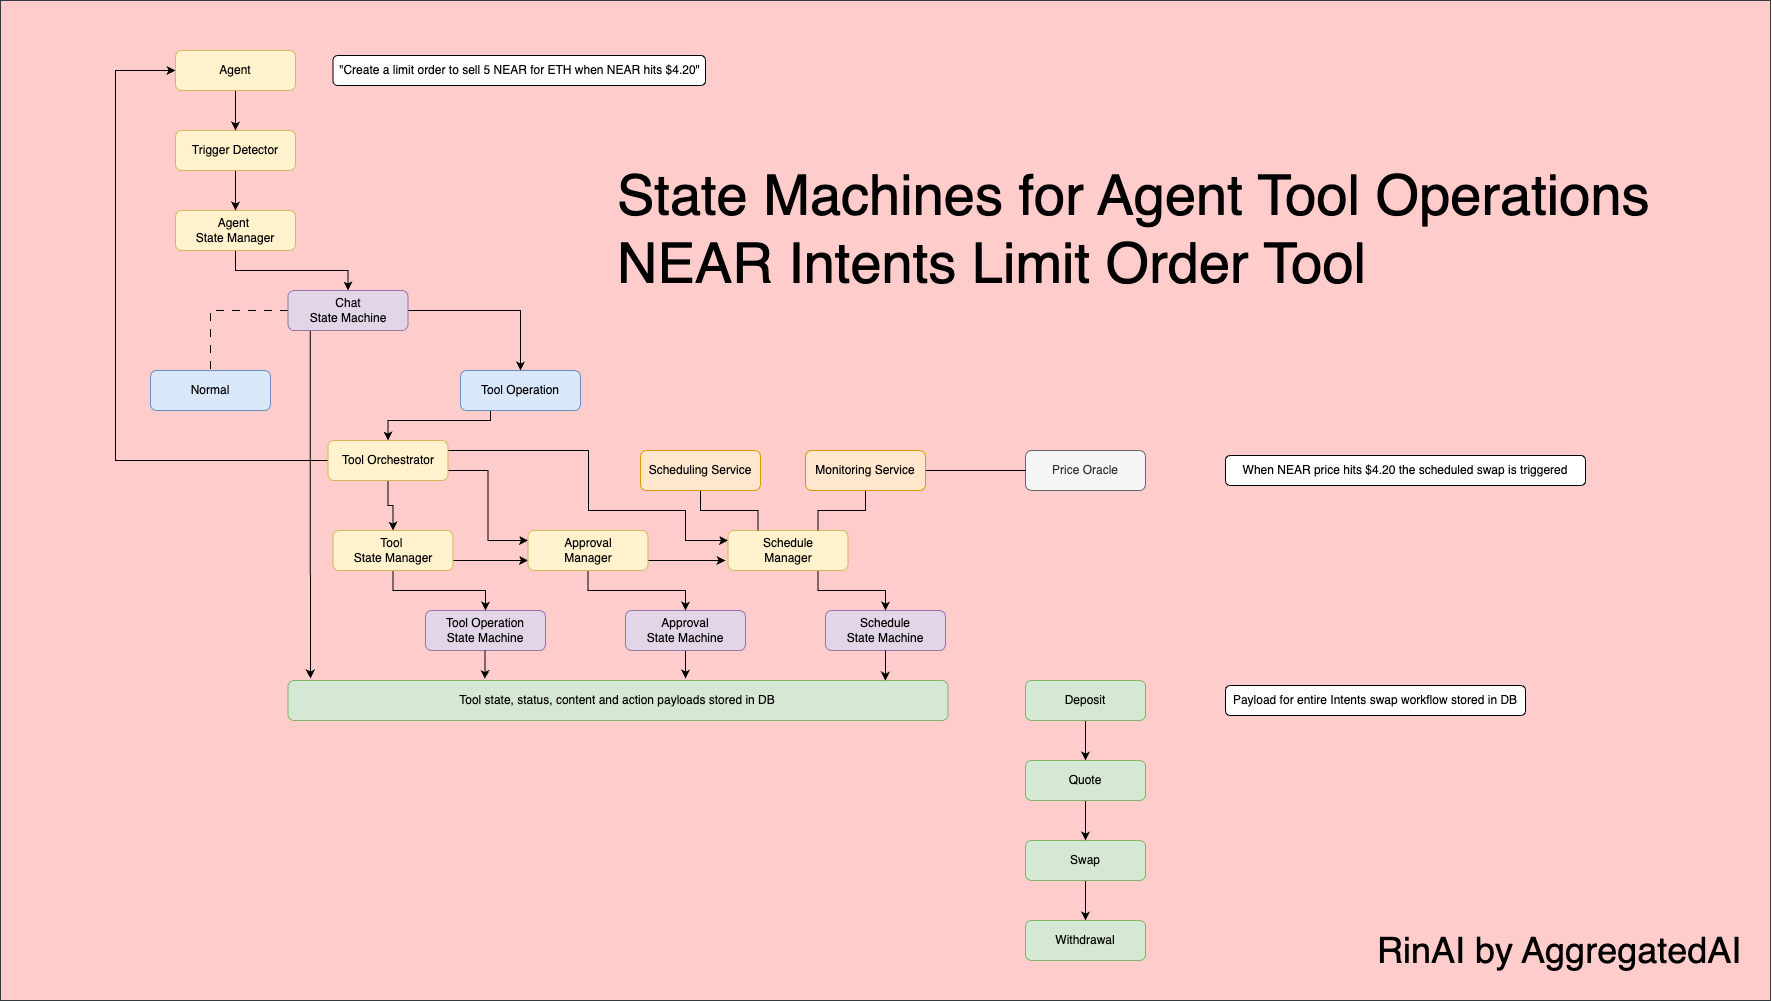 Agent
"Create a limit order to sell 5 NEAR for ETH when NEAR hits $4.20"
Trigger Detector
State Machines for Agent Tool Operations
NEAR Intents Limit Order Tool
Agent
State Manager
Chat
State Machine
Normal
Tool Operation
Tool Orchestrator
Scheduling Service
Monitoring Service
Price Oracle
When NEAR price hits $4.20 the scheduled swap is triggered
Tool
State Manager
Approval
Manager
Schedule
Manager
Tool Operation
State Machine
Approval
State Machine
Schedule
State Machine
Tool state, status, content and action payloads stored in DB
Deposit
Payload for entire Intents swap workflow stored in DB
Quote
Swap
Withdrawal
RinAI by AggregatedAI